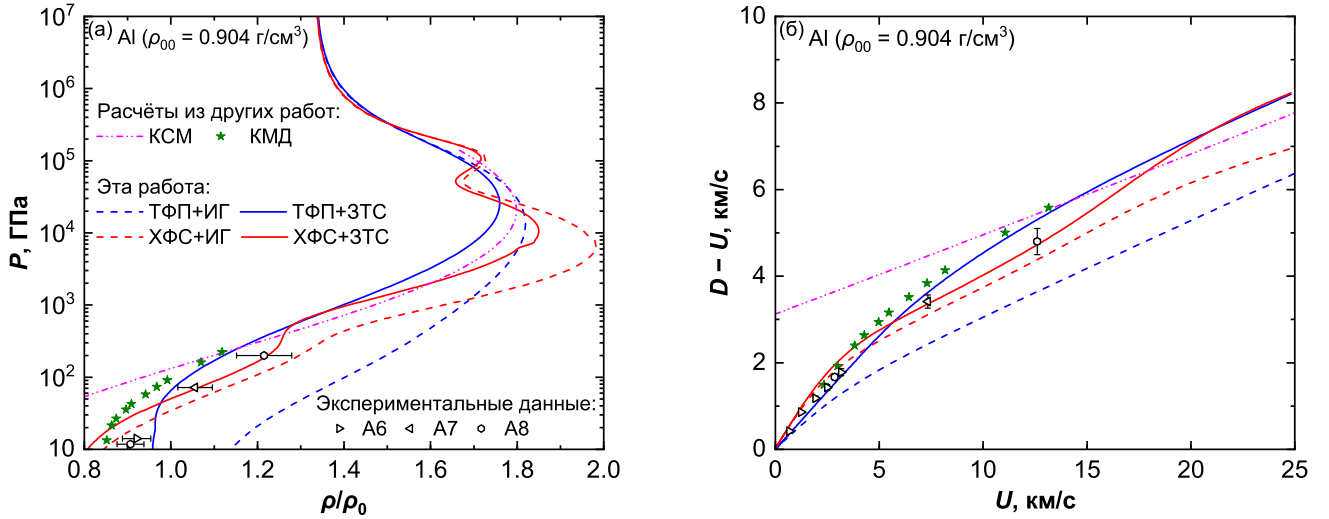 (а)
Al (ρ₀₀ = 0.904 г/см³)
Расчёты из других работ:
КСМ КМД
Эта работа:
ТФП+ИГ ТФП+ЗТС
ХФС+ИГ ХФС+ЗТС
Экспериментальные данные:
A6 A7 A8
P, ГПа
10⁷
10⁶
10⁵
10⁴
10³
10²
10
0.8 1.0 1.2 1.4 1.6 1.8 2.0
ρ/ρ₀
(б)
Al (ρ₀₀ = 0.904 г/см³)
D – U, км/с
10
8
6
4
2
0
0 5 10 15 20 25
U, км/с